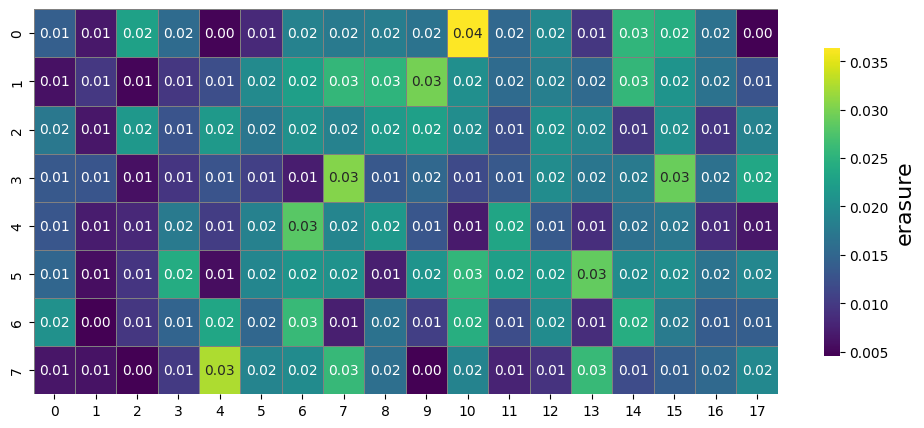 0 0.01 0.01 0.02 0.02 0.00 0.01 0.02 0.02 0.02 0.02 0.04 0.02 0.02 0.01 0.03 0.02 0.02 0.00
1 0.01 0.01 0.01 0.01 0.01 0.02 0.02 0.03 0.03 0.03 0.02 0.02 0.02 0.02 0.03 0.02 0.02 0.01
2 0.02 0.01 0.02 0.01 0.02 0.02 0.02 0.02 0.02 0.02 0.02 0.01 0.02 0.02 0.01 0.02 0.01 0.02
3 0.01 0.01 0.01 0.01 0.01 0.01 0.01 0.03 0.01 0.02 0.01 0.01 0.02 0.02 0.02 0.03 0.02 0.02
4 0.01 0.01 0.01 0.02 0.01 0.02 0.03 0.02 0.02 0.01 0.01 0.02 0.01 0.01 0.02 0.02 0.01 0.01
5 0.01 0.01 0.01 0.02 0.01 0.02 0.02 0.02 0.01 0.02 0.03 0.02 0.02 0.03 0.02 0.02 0.02 0.02
6 0.02 0.00 0.01 0.01 0.02 0.02 0.03 0.01 0.02 0.01 0.02 0.01 0.02 0.01 0.02 0.02 0.01 0.01
7 0.01 0.01 0.00 0.01 0.03 0.02 0.02 0.03 0.02 0.00 0.02 0.01 0.01 0.03 0.01 0.01 0.02 0.02
0 1 2 3 4 5 6 7 8 9 10 11 12 13 14 15 16 17
0.035
0.030
0.025
0.020
0.015
0.010
0.005
erasure